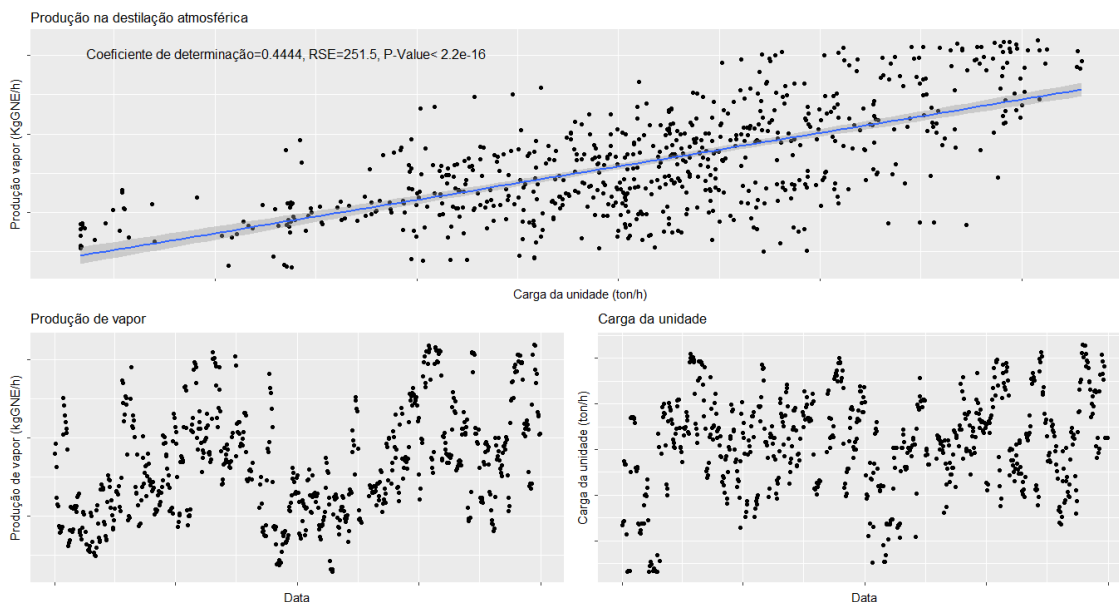 Produção na destilação atmosférica
Coeficiente de determinação=0.4444, RSE=251.5, P-Value< 2.2e-16
Produção vapor (KgGNE/h)
Carga da unidade (ton/h)
Produção de vapor
Produção de vapor (kgGNE/h)
Data
Carga da unidade
Carga da unidade (ton/h)
Data